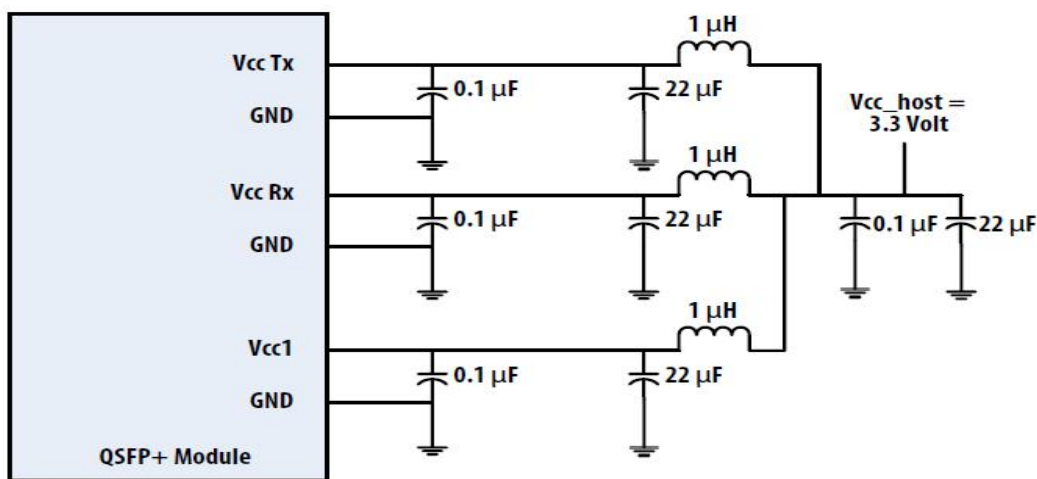 1 μH
Vcc Tx
0.1 μF
22 μF
GND
Vcc_host =
3.3 Volt
1 μH
Vcc Rx
0.1 μF
22 μF
0.1 μF
22 μF
GND
1 μH
Vcc1
0.1 μF
22 μF
GND
QSFP+ Module